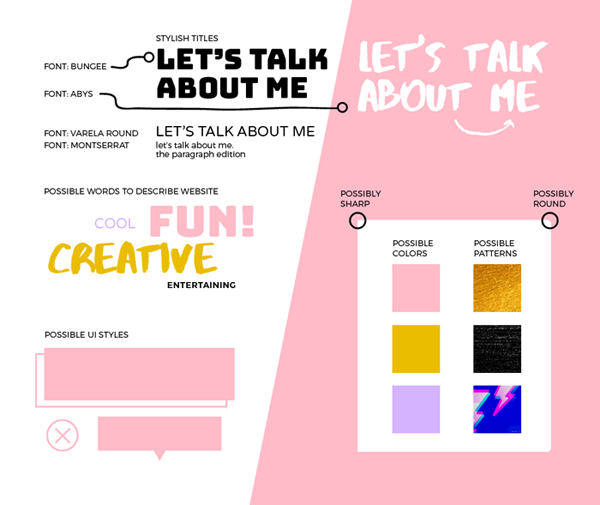 STYLISH TITLES
FONT: BUNGEE
LET'S TALK
ABOUT ME
FONT: ABYS
LET'S TALK
ABOUT ME
FONT: VARELA ROUND
LET'S TALK ABOUT ME
FONT: MONTSERRAT
let's talk about me.
the paragraph edition
POSSIBLE WORDS TO DESCRIBE WEBSITE
COOL
FUN!
CREATIVE
ENTERTAINING
POSSIBLE UI STYLES
POSSIBLY
SHARP
POSSIBLY
ROUND
POSSIBLE
COLORS
POSSIBLE
PATTERNS